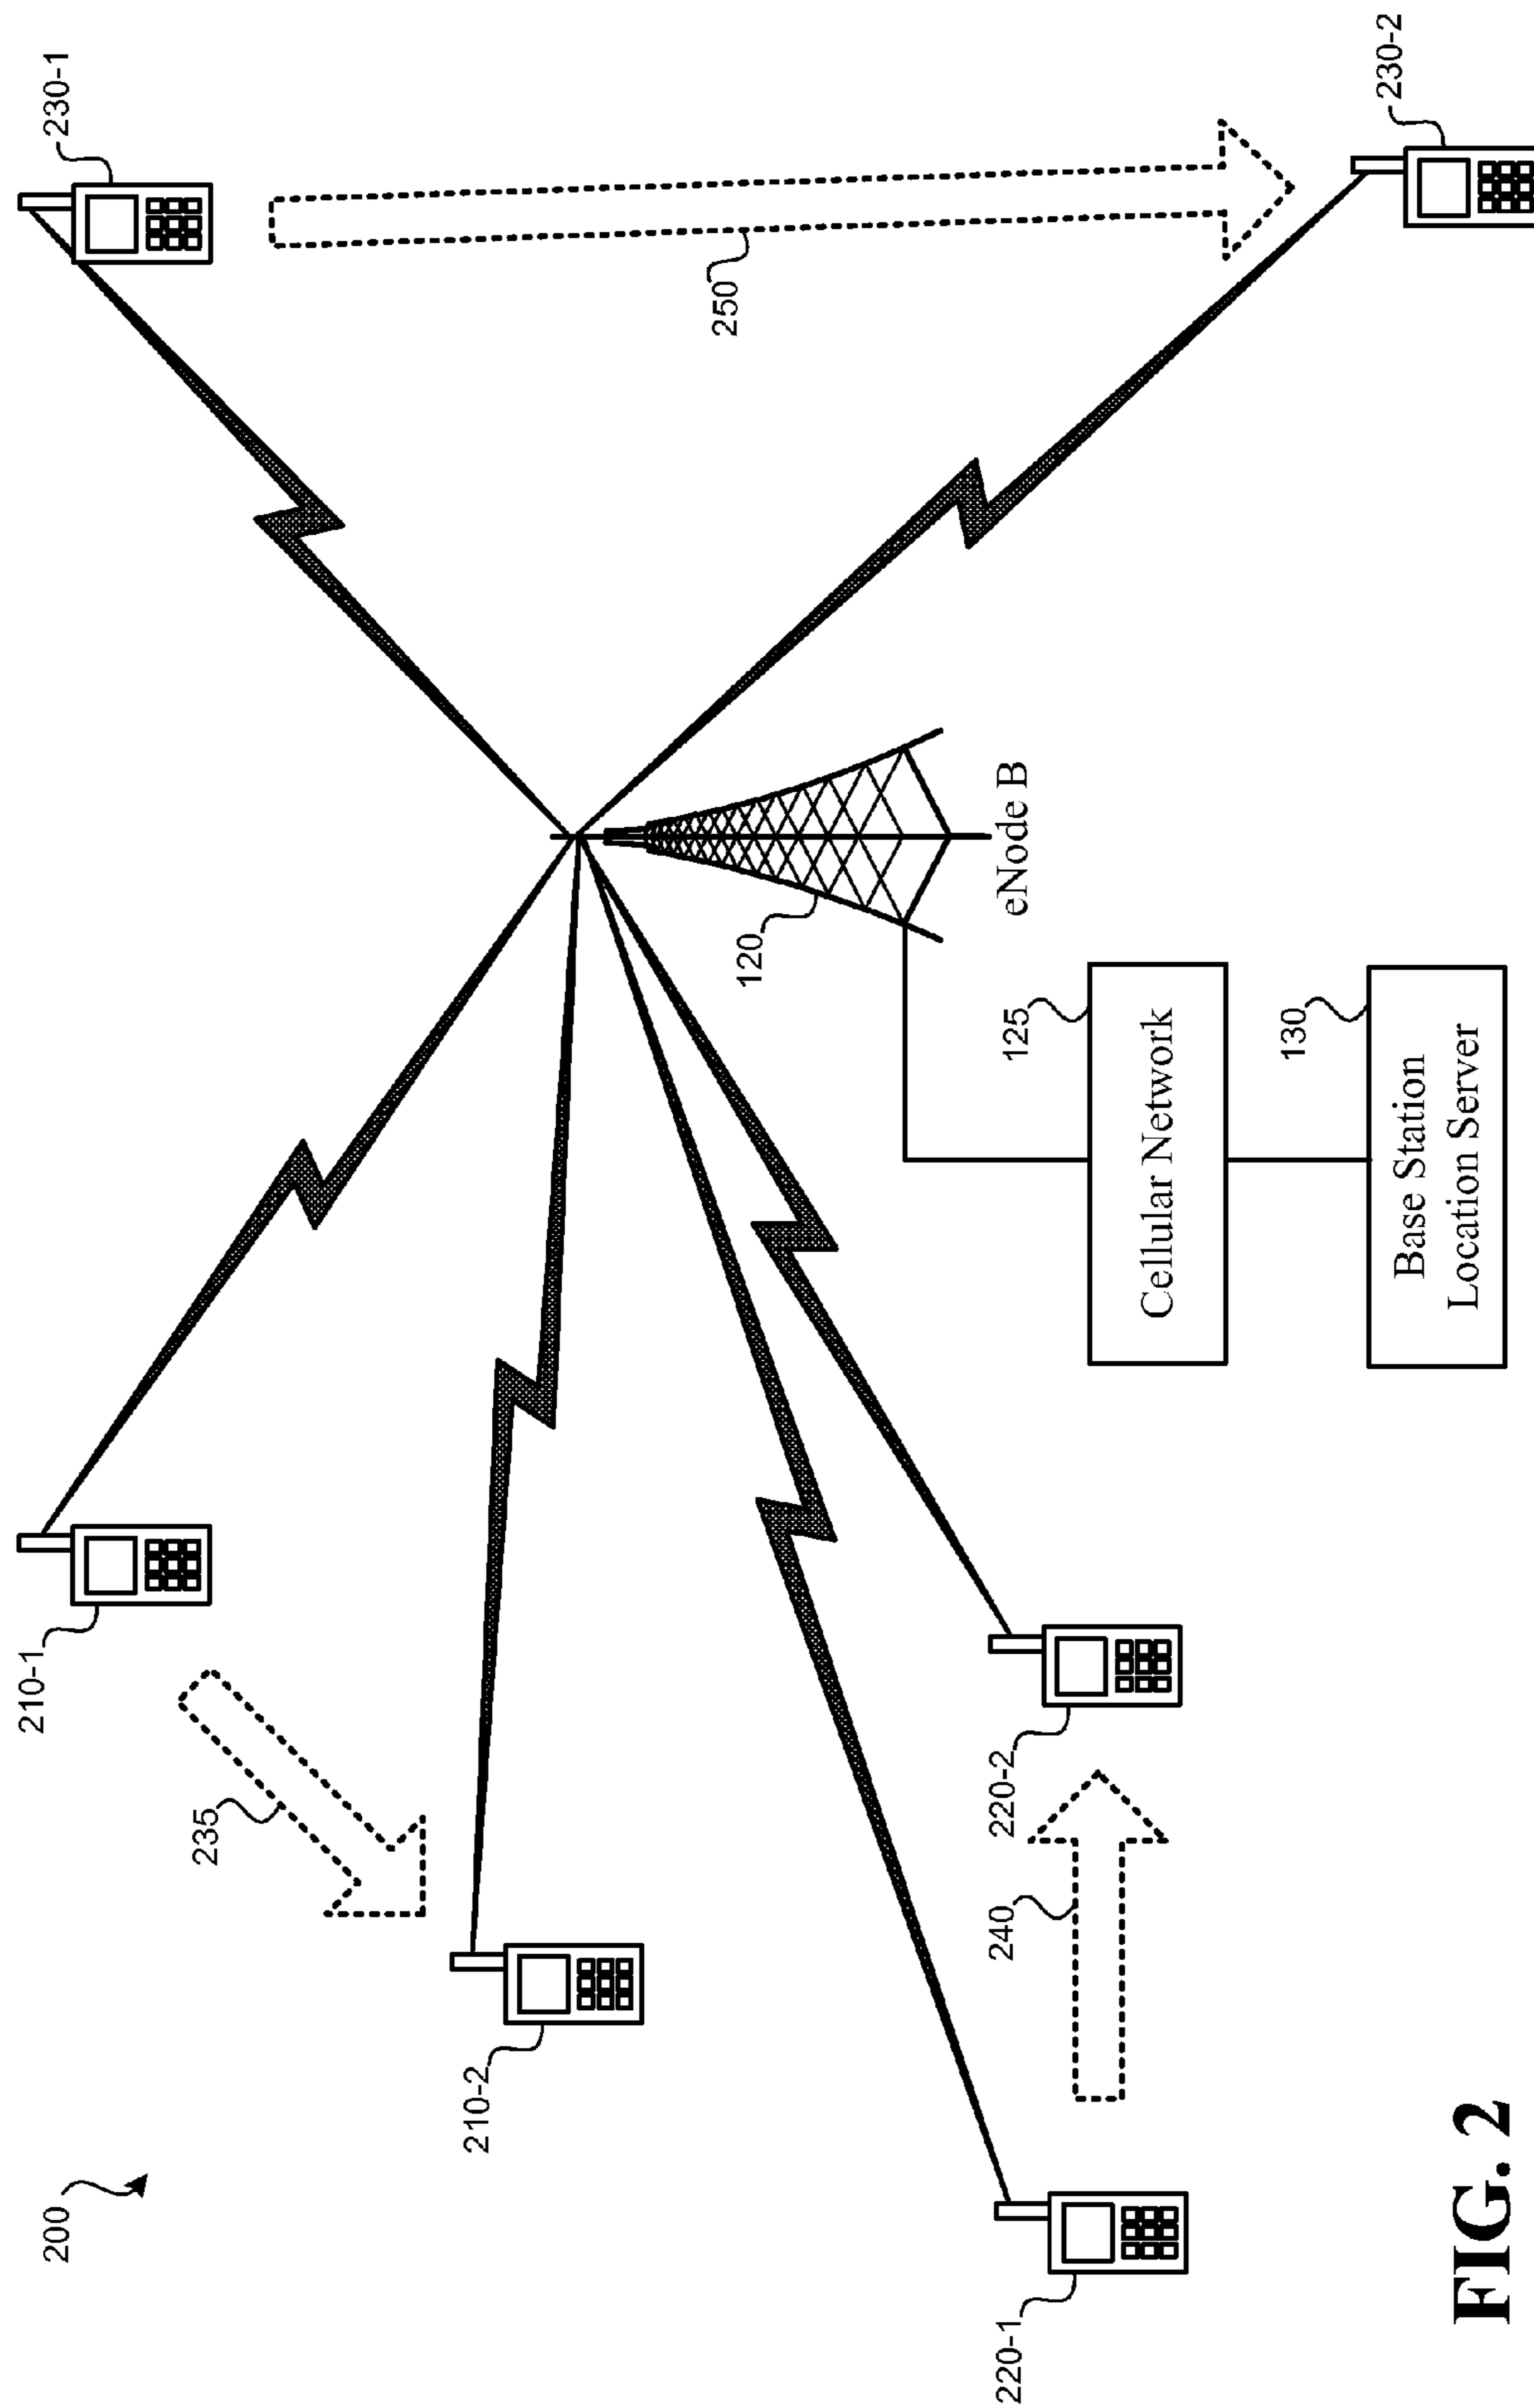 200
210-1
230-1
235
210-2
120
250
eNode B
240
220-2
220-1
125
Cellular Network
130
Base Station
Location Server
230-2
FIG. 2